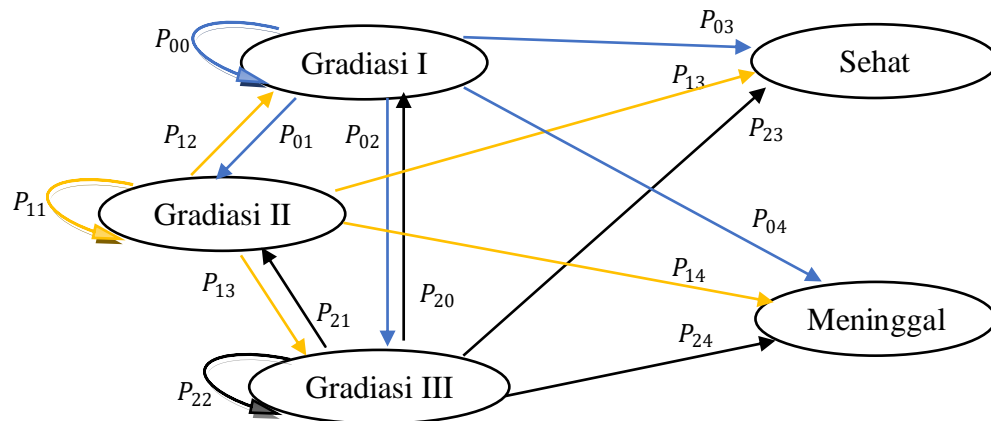 P₀₃
P₀₀
Gradiasi I
Sehat
P₁₃
P₁₂
P₀₁
P₀₂
P₂₃
P₁₁
Gradiasi II
P₀₄
P₁₃
P₂₁
P₂₀
P₁₄
Meninggal
P₂₄
P₂₂
Gradiasi III